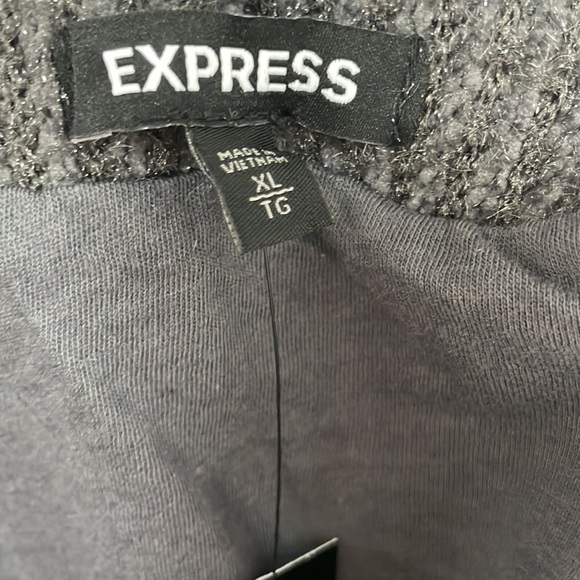 EXPRESS
MADE IN
VIETNAM
XL
TG